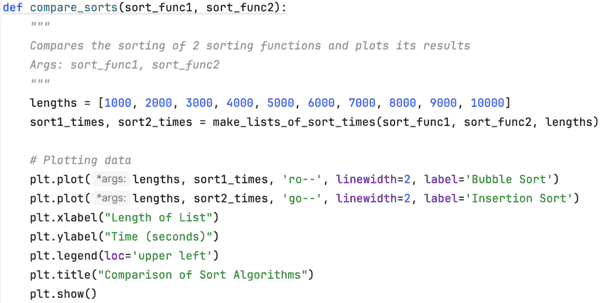 def compare_sorts(sort_func1, sort_func2):
    """
    Compares the sorting of 2 sorting functions and plots its results
    Args: sort_func1, sort_func2
    """
    lengths = [1000, 2000, 3000, 4000, 5000, 6000, 7000, 8000, 9000, 10000]
    sort1_times, sort2_times = make_lists_of_sort_times(sort_func1, sort_func2, lengths)

    # Plotting data
    plt.plot( *args: lengths, sort1_times, 'ro--', linewidth=2, label='Bubble Sort')
    plt.plot( *args: lengths, sort2_times, 'go--', linewidth=2, label='Insertion Sort')
    plt.xlabel("Length of List")
    plt.ylabel("Time (seconds)")
    plt.legend(loc='upper left')
    plt.title("Comparison of Sort Algorithms")
    plt.show()